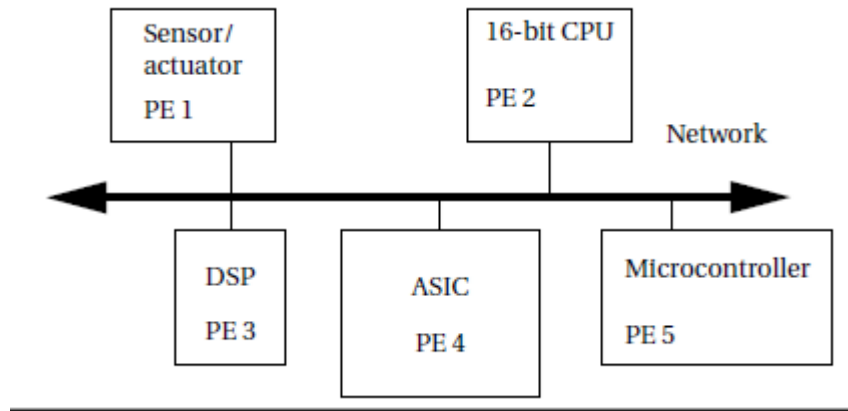 Sensor/
actuator
PE 1
16-bit CPU
PE 2
Network
DSP
PE 3
ASIC
PE 4
Microcontroller
PE 5